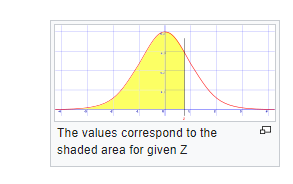 The values correspond to the
shaded area for given Z